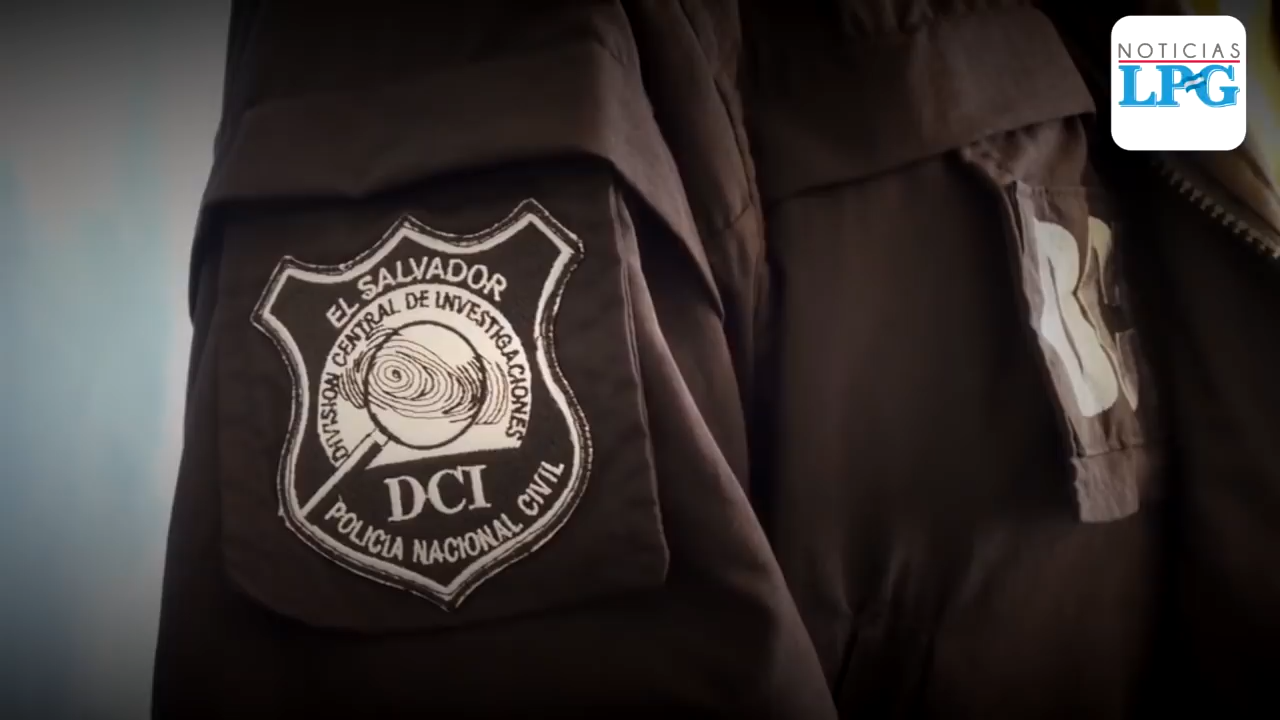 NOTICIAS
LPG
EL SALVADOR
DIVISION CENTRAL DE INVESTIGACIONES
DCI
POLICIA NACIONAL CIVIL